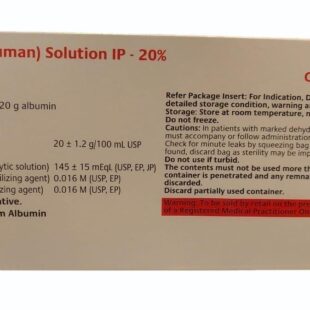 uman) Solution IP - 20%
20 g albumin
20 ± 1.2 g/100 mL USP
ytic solution) 145 ± 15 mEqL (USP, EP, JP)
ilizing agent) 0.016 M (USP, EP)
lizing agent) 0.016 M (USP, EP)
ative.
m Albumin
Refer Package Insert: For Indication, D
detailed storage condition, warning a
Storage: Store at room temperature, n
Do not freeze.
Cautions: In patients with marked dehyd
must accompany or follow administration
Check for minute leaks by squeezing bag
found, discard bag as sterility may be imp
Do not use if turbid.
The contents must not be used more th
container is penetrated and any remna
discarded.
Discard partially used container.
Warning: To be sold by retail on the pre
of a Registered Medical Practitioner On